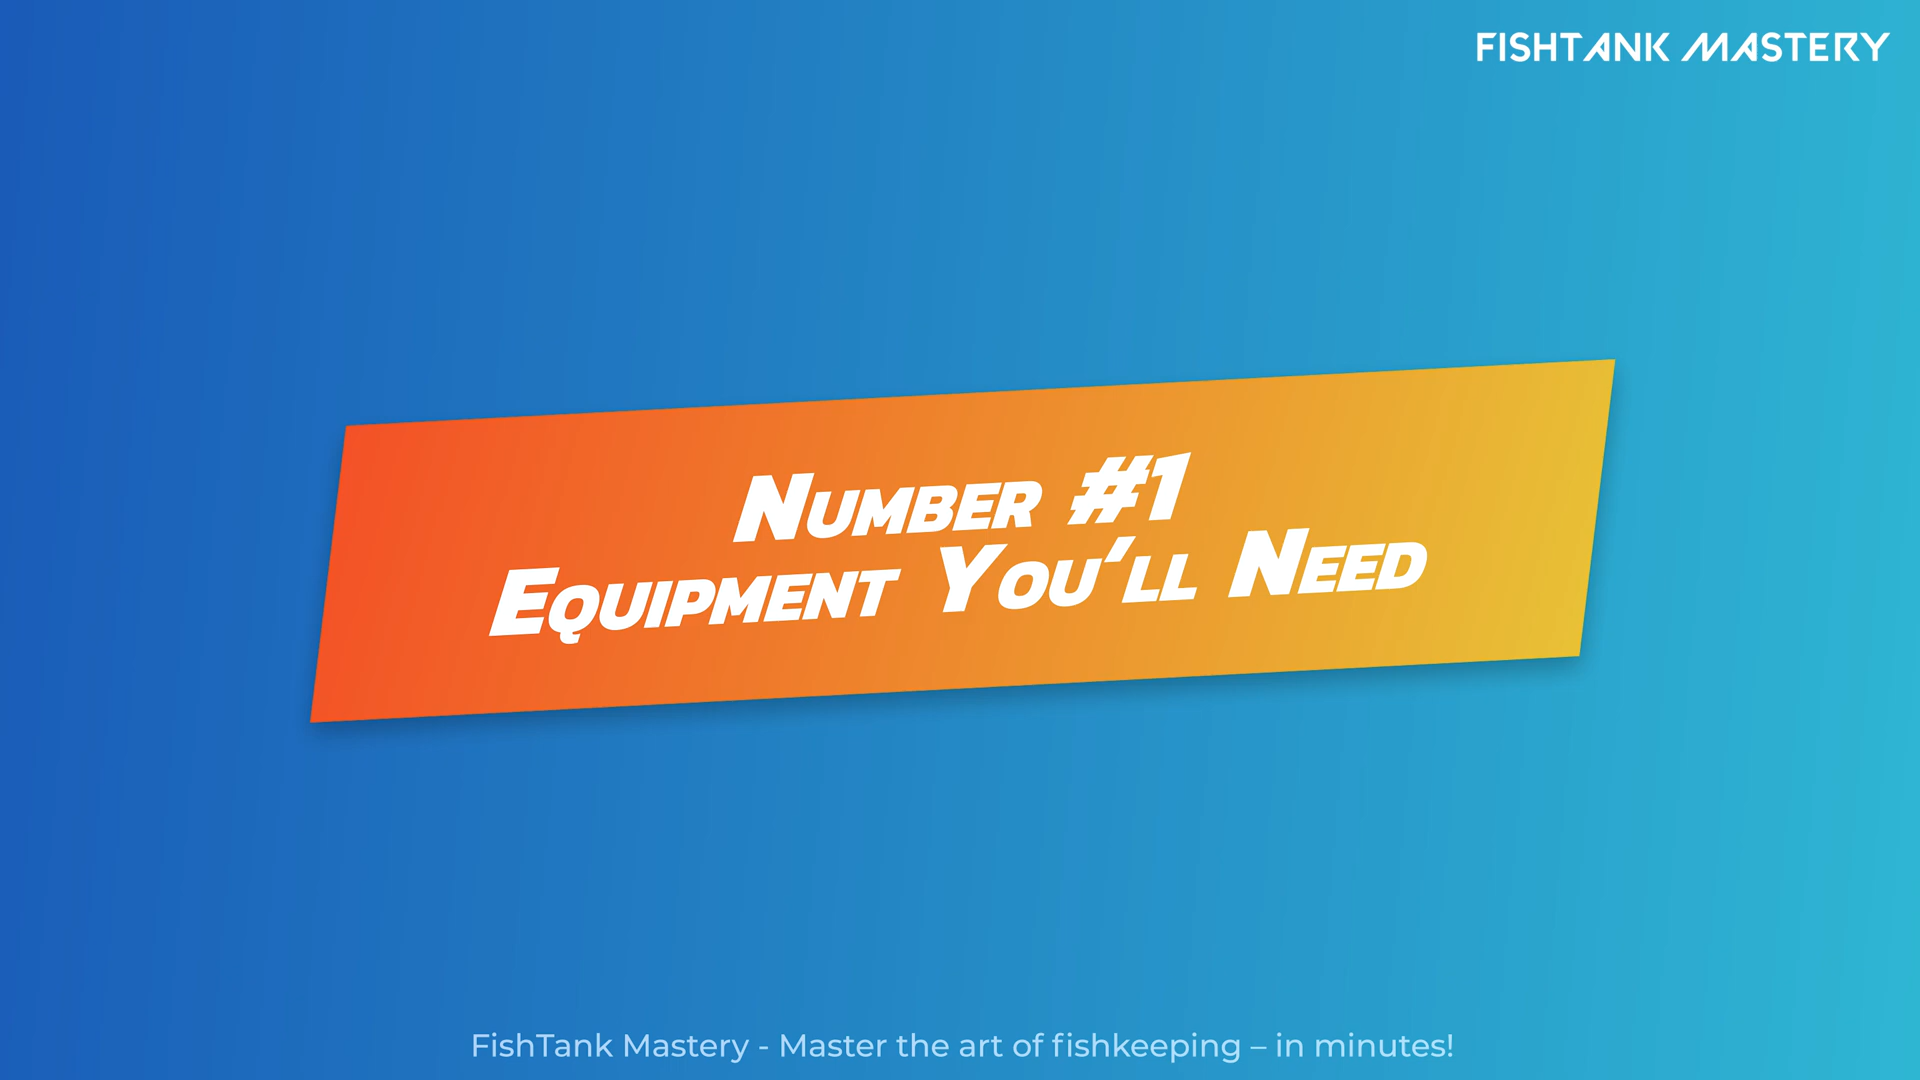 FISHTANK MASTERY
Number #1
Equipment You'll Need
FishTank Mastery - Master the art of fishkeeping – in minutes!